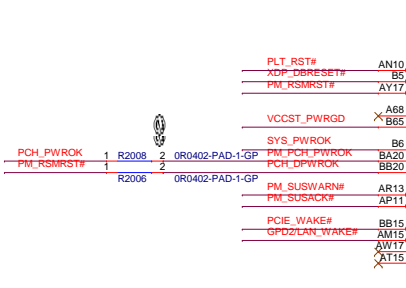 PLT_RST# AN10
XDP_DBRESET# B5
PM_RSMRST# AY17
A68
VCCST_PWRGD B65
SYS_PWROK B6
PCH_PWROK 1 R2008 2 0R0402-PAD-1-GP PM_PCH_PWROK BA20
PM_RSMRST# 1 R2006 2 0R0402-PAD-1-GP PCH_DPWROK BB20
PM_SUSWARN# AR13
PM_SUSACK# AP11
PCIE_WAKE# BB15
GPD2/LAN_WAKE# AM15
AW17
AT15